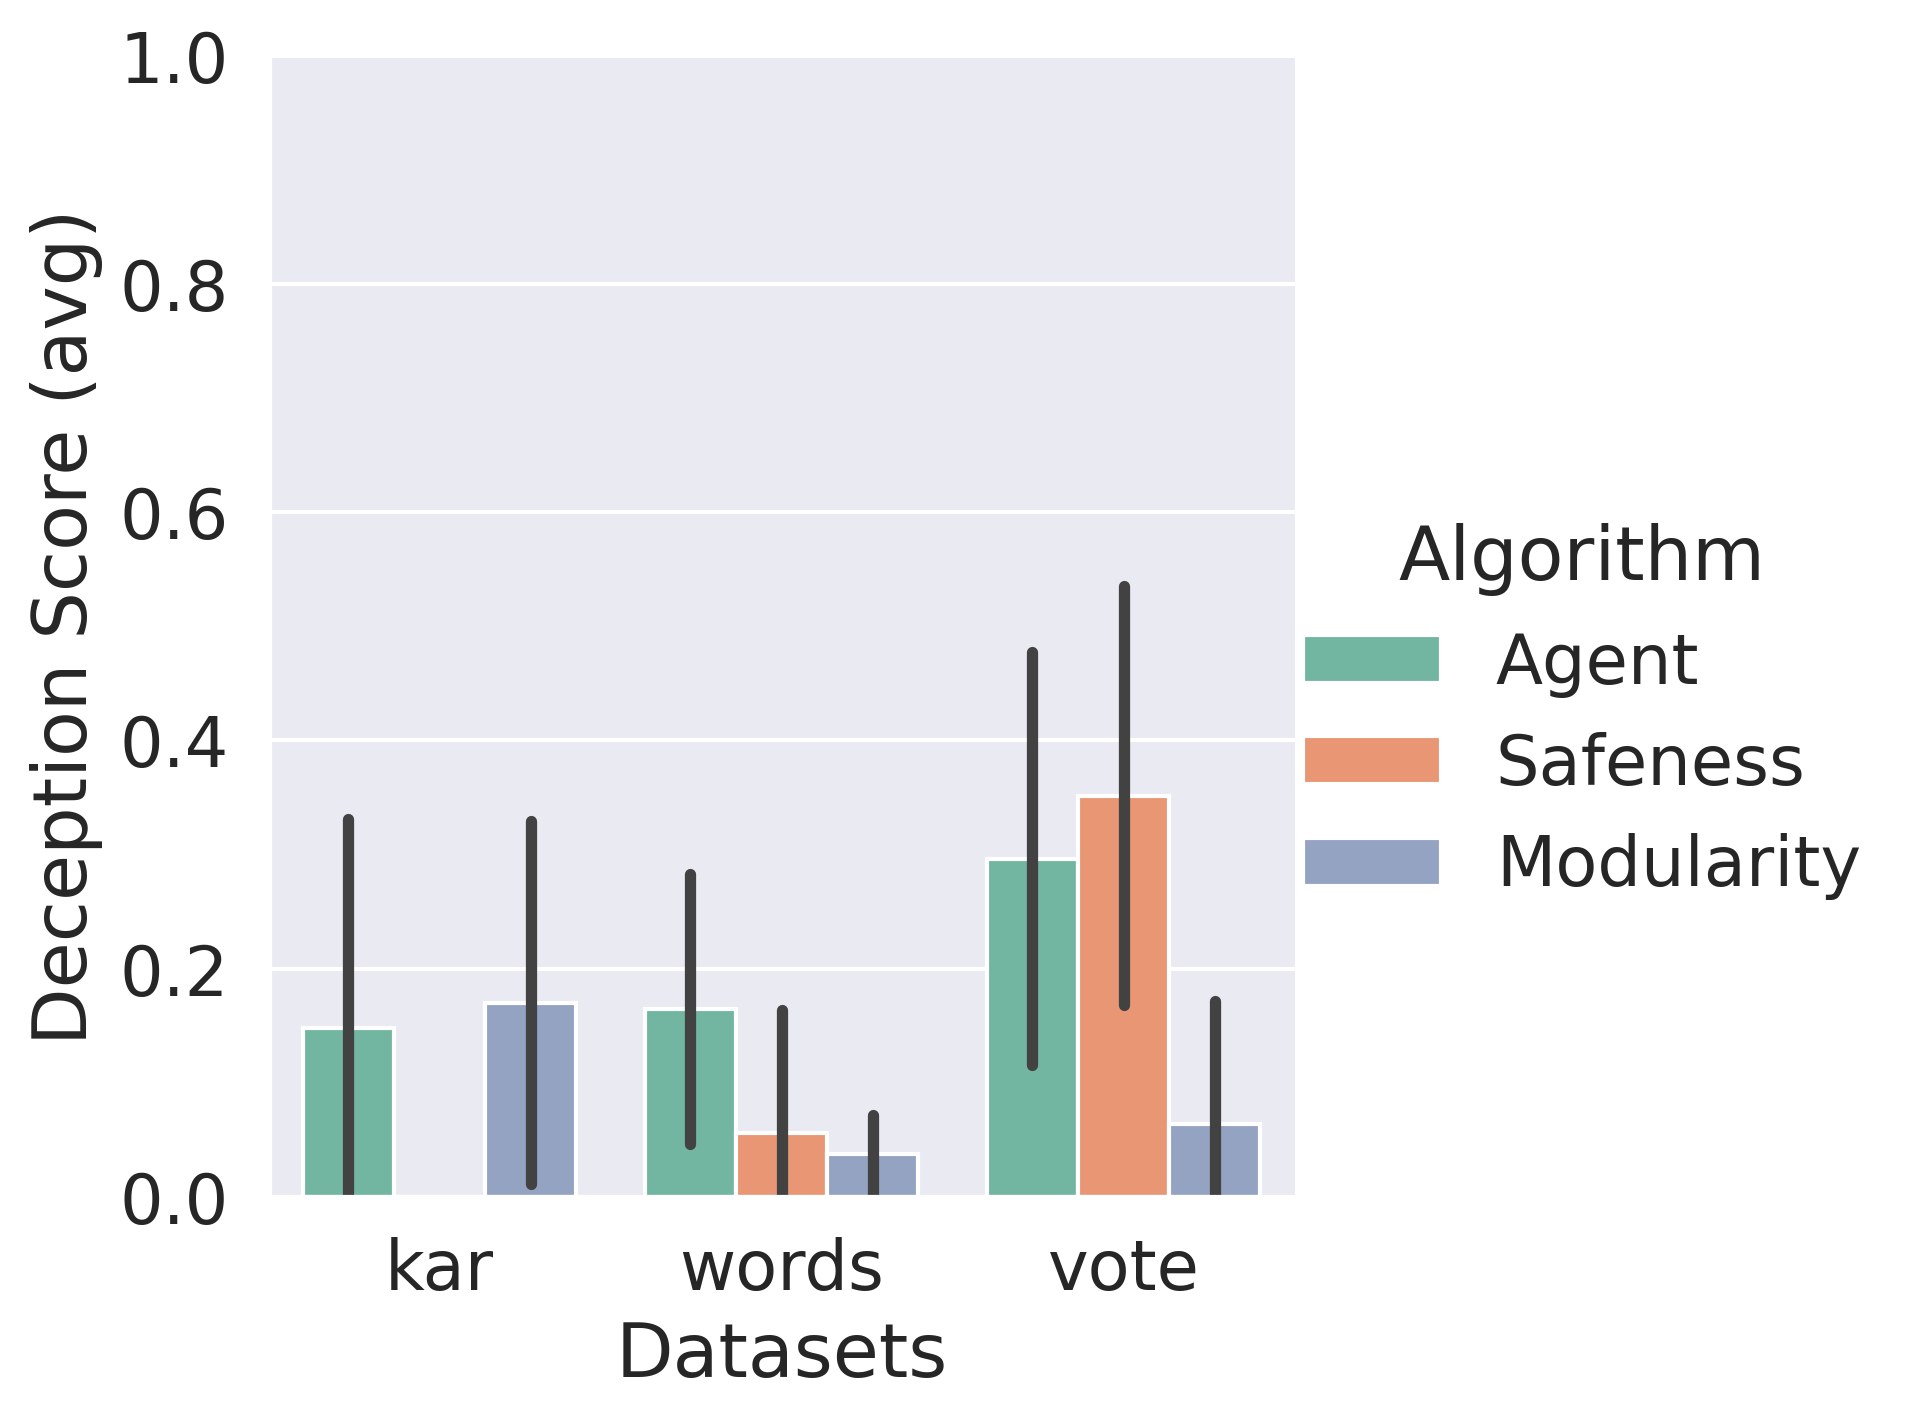 Deception Score (avg)
1.0
0.8
0.6
0.4
0.2
0.0
kar words vote
Datasets
Algorithm
Agent
Safeness
Modularity